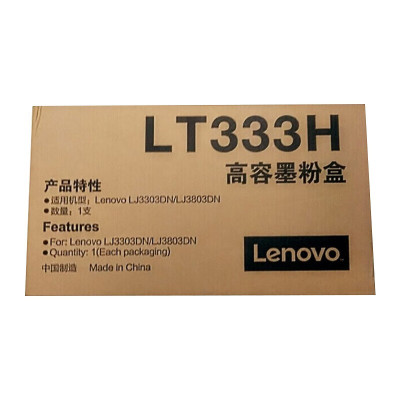 LT333H
高容墨粉盒
产品特性
●适用机型：Lenovo LJ3303DN/LJ3803DN
●数量：1支
Features
●For: Lenovo LJ3303DN/LJ3803DN
●Quantity: 1(Each packaging)
中国制造 Made in China
Lenovo